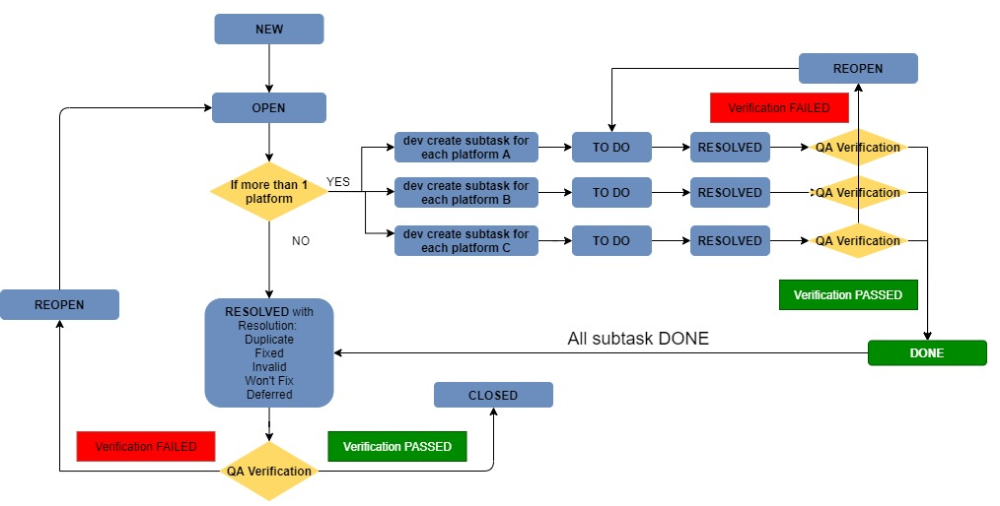 NEW
OPEN
If more than 1
platform
YES
NO
dev create subtask for
each platform A
TO DO
RESOLVED
QA Verification
REOPEN
Verification FAILED
dev create subtask for
each platform B
TO DO
RESOLVED
QA Verification
dev create subtask for
each platform C
TO DO
RESOLVED
QA Verification
Verification PASSED
DONE
All subtask DONE
REOPEN
RESOLVED with
Resolution:
Duplicate
Fixed
Invalid
Won't Fix
Deferred
CLOSED
Verification FAILED
Verification PASSED
QA Verification